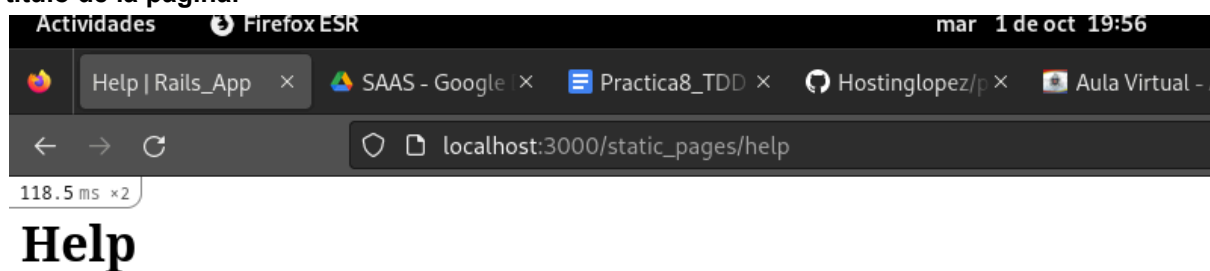 título de la página.
Actividades Firefox ESR mar 1 de oct 19:56
Help | Rails_App SAAS - Google Practica8_TDD Hostinglopez/p Aula Virtual -
localhost:3000/static_pages/help
118.5 ms ×2
Help